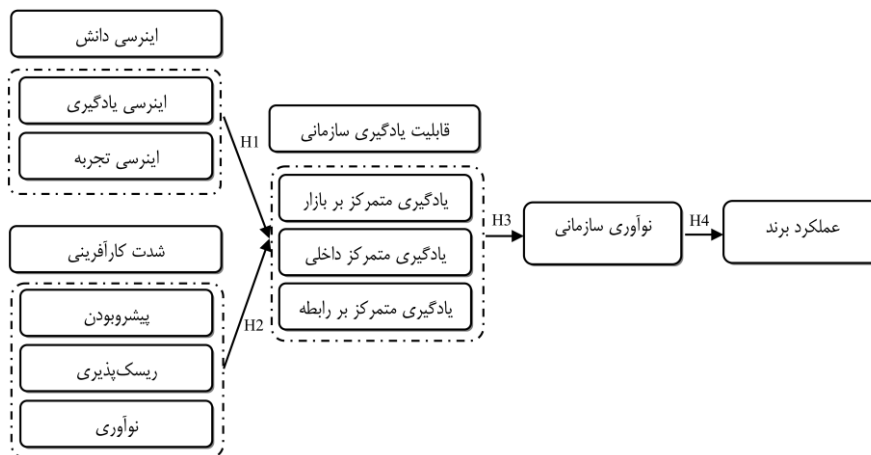 اینرسی دانش
اینرسی یادگیری
اینرسی تجربه
H1
شدت کارآفرینی
پیشروبودن
ریسک‌پذیری
نوآوری
H2
قابلیت یادگیری سازمانی
یادگیری متمرکز بر بازار
یادگیری متمرکز داخلی
یادگیری متمرکز بر رابطه
H3
نوآوری سازمانی
H4
عملکرد برند